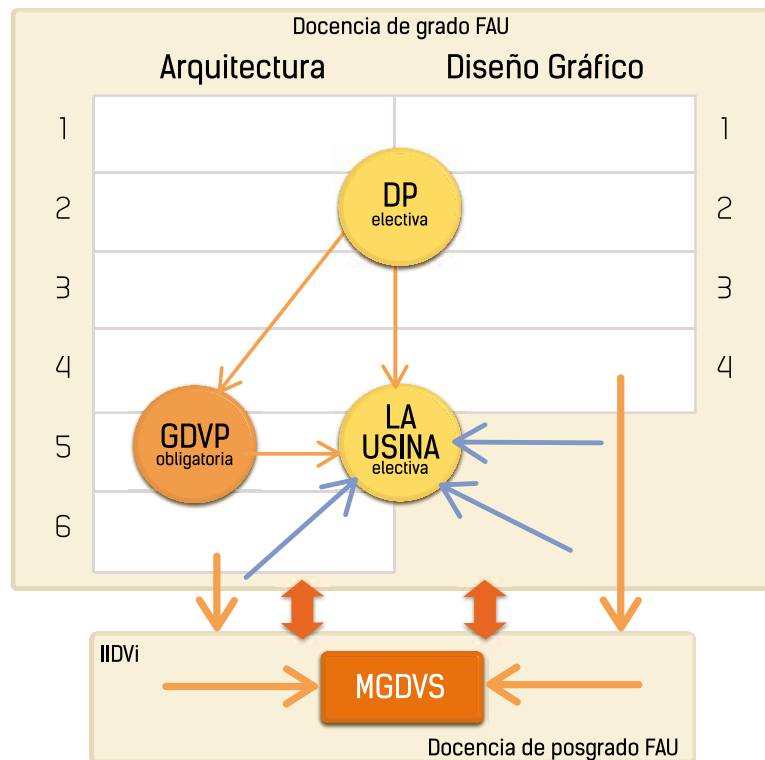 Docencia de grado FAU
Arquitectura
Diseño Gráfico
1
1
DP
electiva
2
2
3
3
4
4
LA
USINA
electiva
GDVP
obligatoria
5
6
IIDVi
MGDVS
Docencia de posgrado FAU